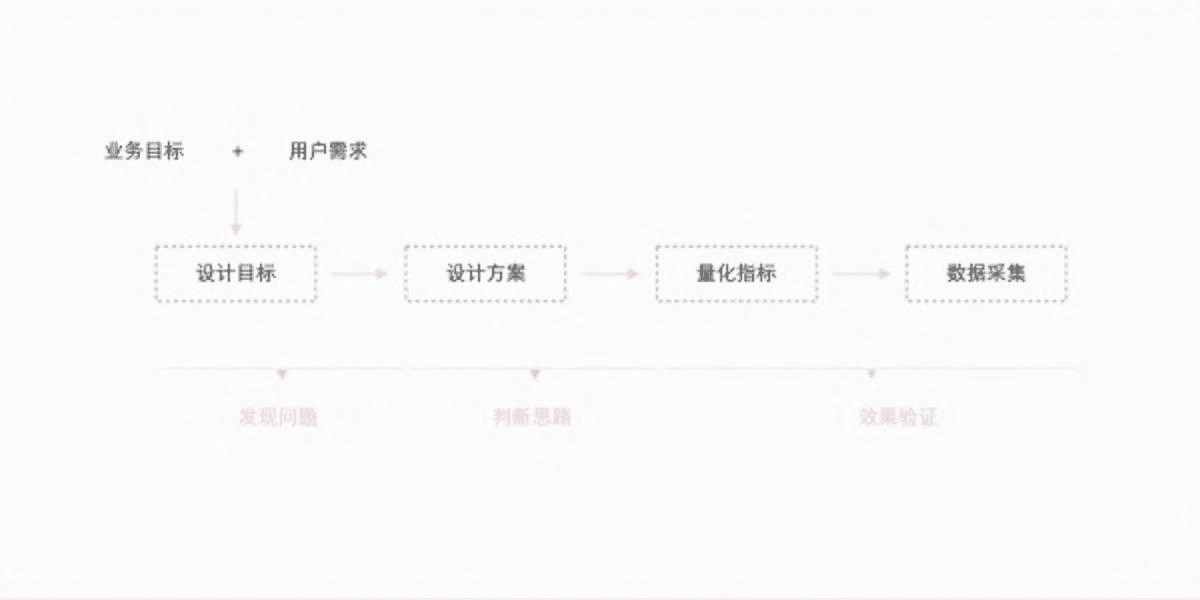 业务目标 + 用户需求
设计目标 设计方案 量化指标 数据采集
发现问题 判断思路 效果验证